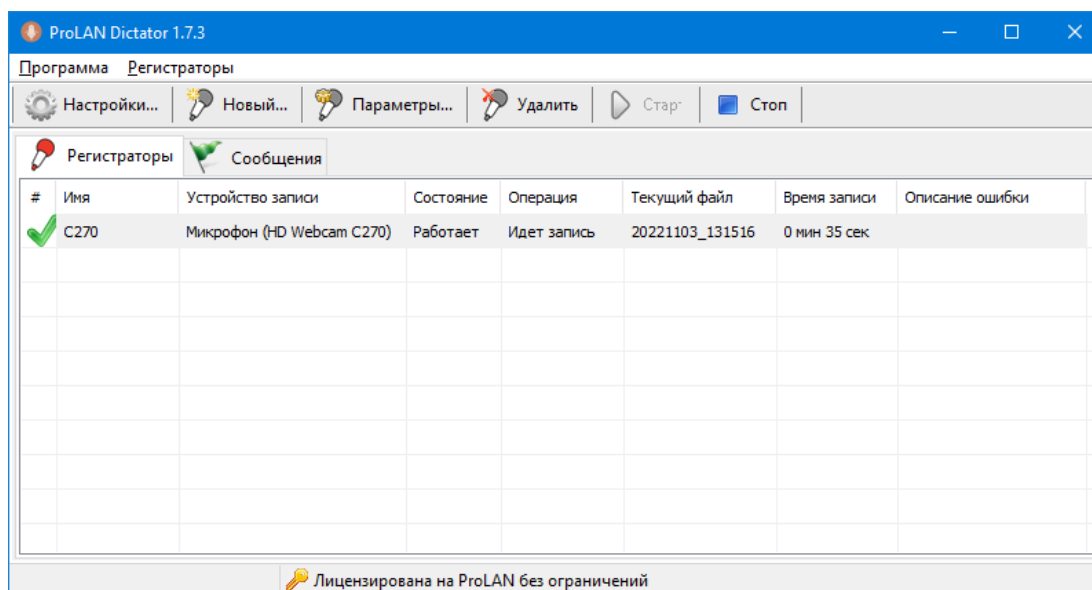 ProLAN Dictator 1.7.3
Программа Регистраторы
Настройки... Новый... Параметры... Удалить Старт Стоп
Регистраторы Сообщения
# Имя Устройство записи Состояние Операция Текущий файл Время записи Описание ошибки
C270 Микрофон (HD Webcam C270) Работает Идет запись 20221103_131516 0 мин 35 сек
Лицензирована на ProLAN без ограничений